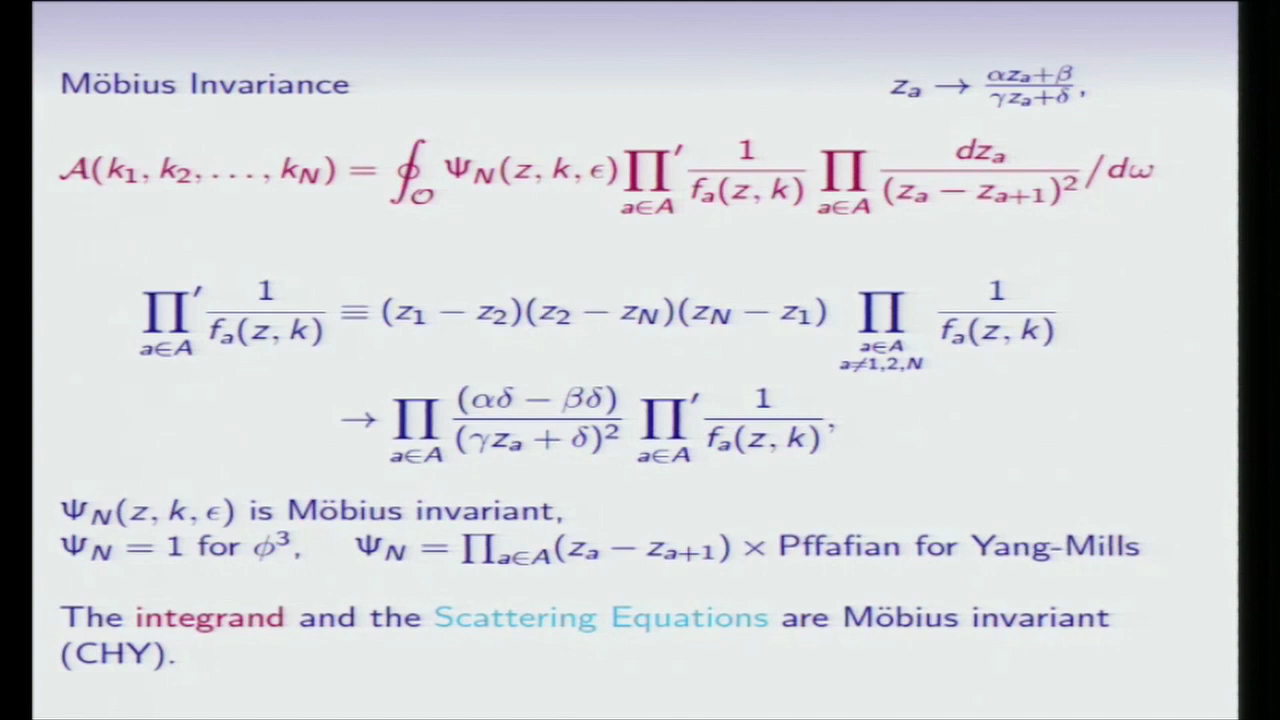 Möbius Invariance z_a → (αz_a+β)/(γz_a+δ),
𝒜(k_1, k_2, . . . , k_N) = ∮_𝒪 Ψ_N(z, k, ϵ) ∏′_{a∈A} 1/f_a(z, k) ∏_{a∈A} dz_a/(z_a − z_{a+1})^2 /dω
∏′_{a∈A} 1/f_a(z, k) ≡ (z_1 − z_2)(z_2 − z_N)(z_N − z_1) ∏_{a∈A a≠1,2,N} 1/f_a(z, k)
→ ∏_{a∈A} (αδ − βδ)/(γz_a + δ)^2 ∏′_{a∈A} 1/f_a(z, k),
Ψ_N(z, k, ϵ) is Möbius invariant,
Ψ_N = 1 for ϕ^3, Ψ_N = ∏_{a∈A}(z_a − z_{a+1}) × Pffafian for Yang-Mills
The integrand and the Scattering Equations are Möbius invariant
(CHY).